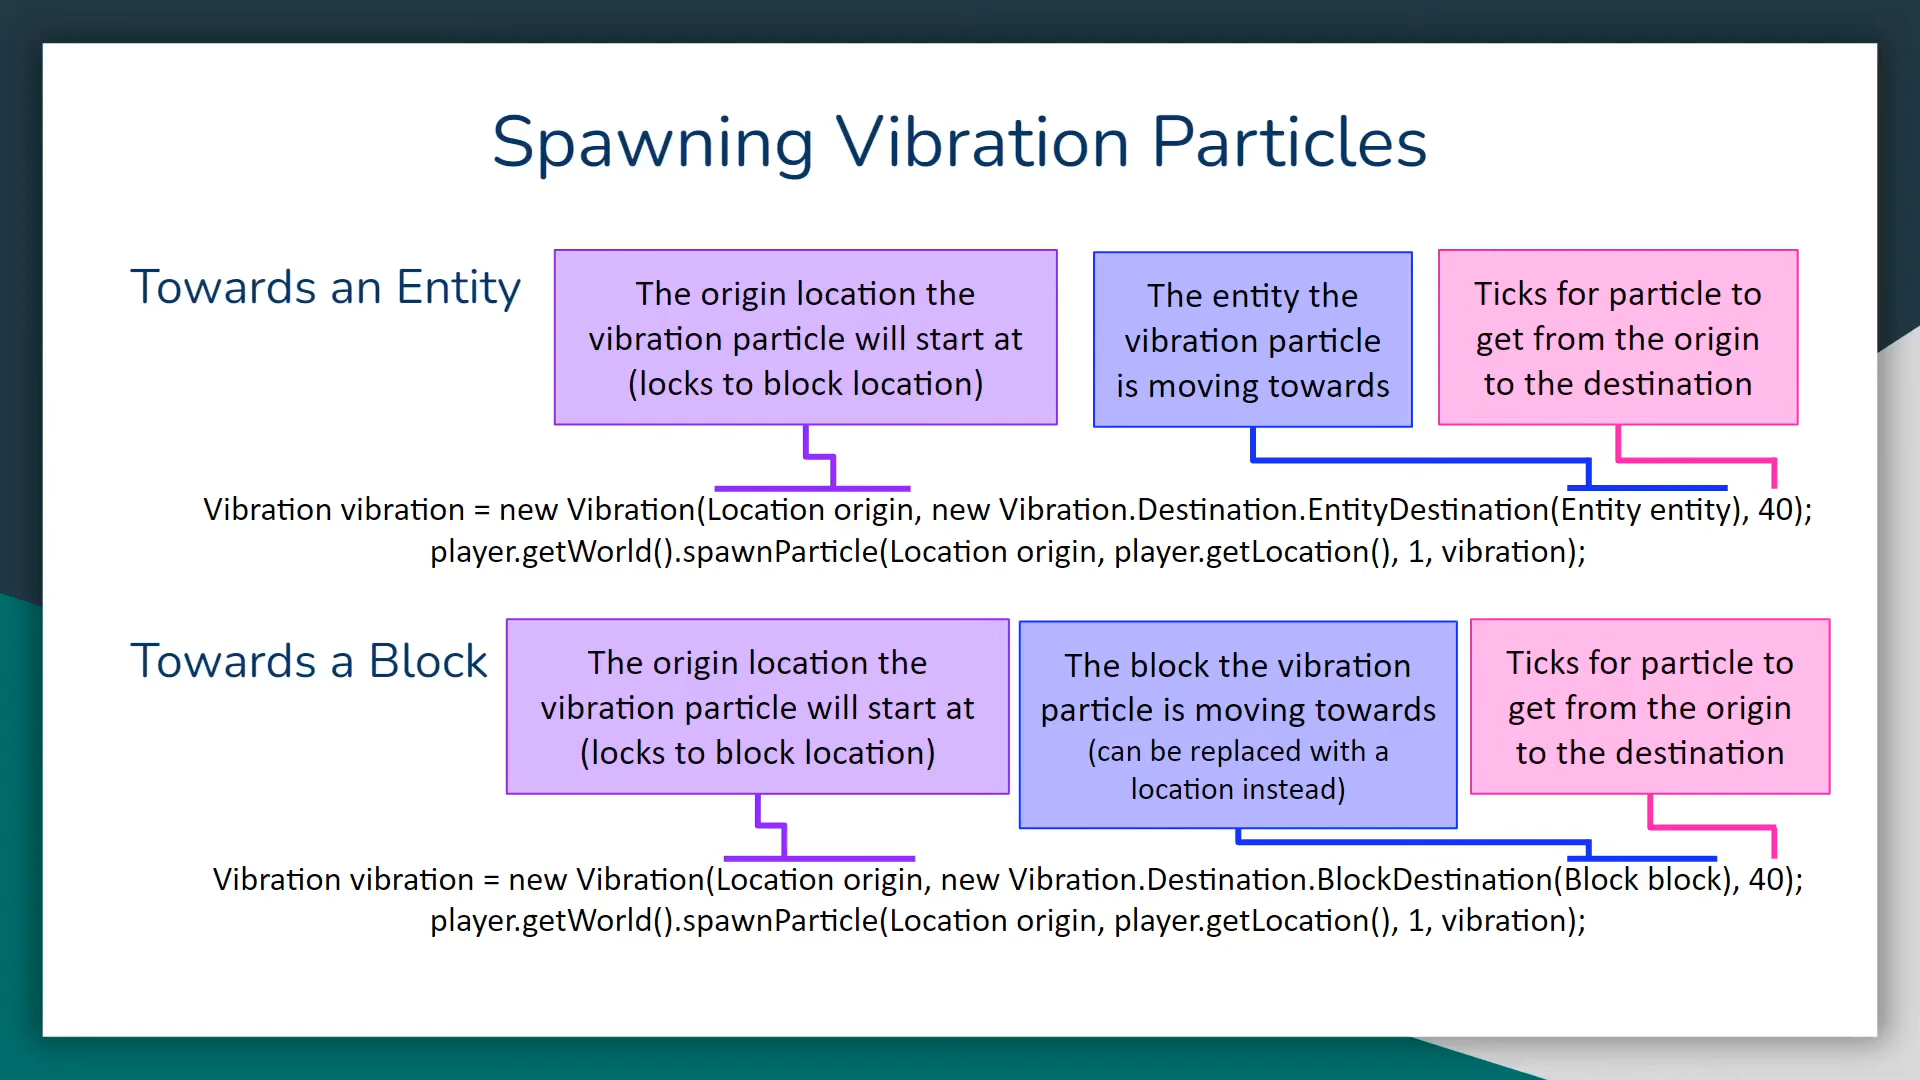 Spawning Vibration Particles
Towards an Entity
The origin location the
vibration particle will start at
(locks to block location)
The entity the
vibration particle
is moving towards
Ticks for particle to
get from the origin
to the destination
Vibration vibration = new Vibration(Location origin, new Vibration.Destination.EntityDestination(Entity entity), 40);
player.getWorld().spawnParticle(Location origin, player.getLocation(), 1, vibration);
Towards a Block
The origin location the
vibration particle will start at
(locks to block location)
The block the vibration
particle is moving towards
(can be replaced with a
location instead)
Ticks for particle to
get from the origin
to the destination
Vibration vibration = new Vibration(Location origin, new Vibration.Destination.BlockDestination(Block block), 40);
player.getWorld().spawnParticle(Location origin, player.getLocation(), 1, vibration);